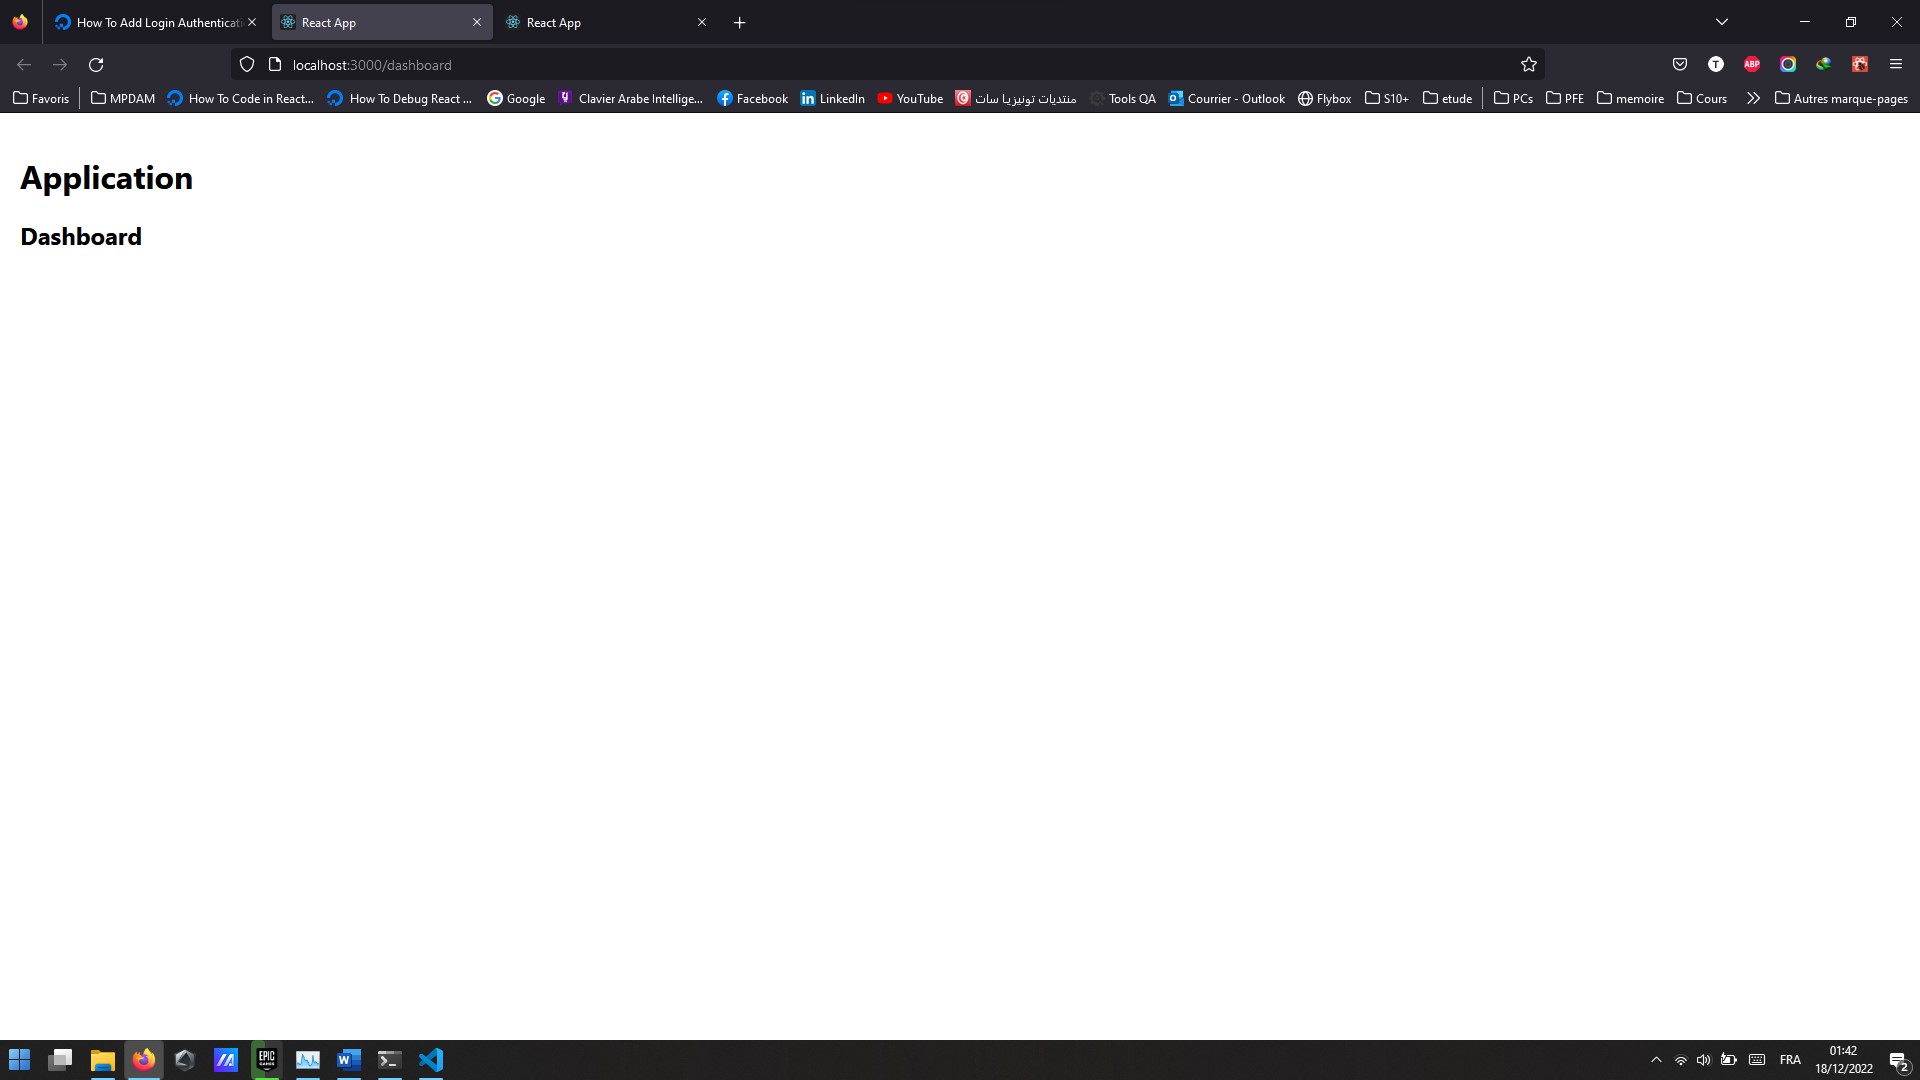 How To Add Login Authenticati
React App
React App
localhost:3000/dashboard
T
ABP
Favoris
MPDAM
How To Code in React...
How To Debug React ...
Google
Clavier Arabe Intellige...
Facebook
LinkedIn
YouTube
منتديات تونيزيا سات
Tools QA
Courrier - Outlook
Flybox
S10+
etude
PCs
PFE
memoire
Cours
Autres marque-pages
Application
Dashboard
EPIC GAMES
W
FRA
01:42
18/12/2022
2